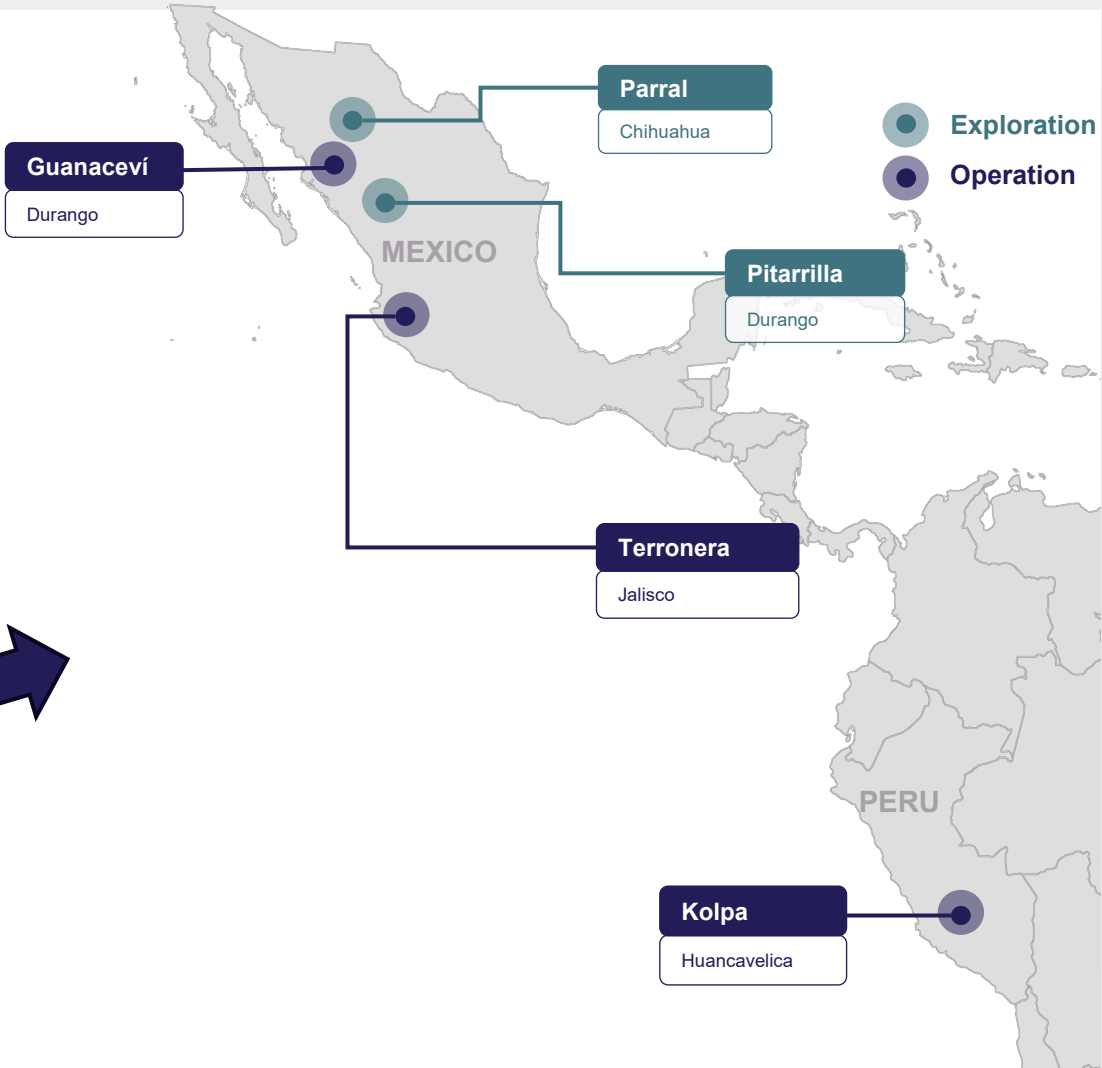 Parral
Chihuahua
Exploration
Operation
Guanaceví
Durango
MEXICO
Pitarrilla
Durango
Terronera
Jalisco
PERU
Kolpa
Huancavelica